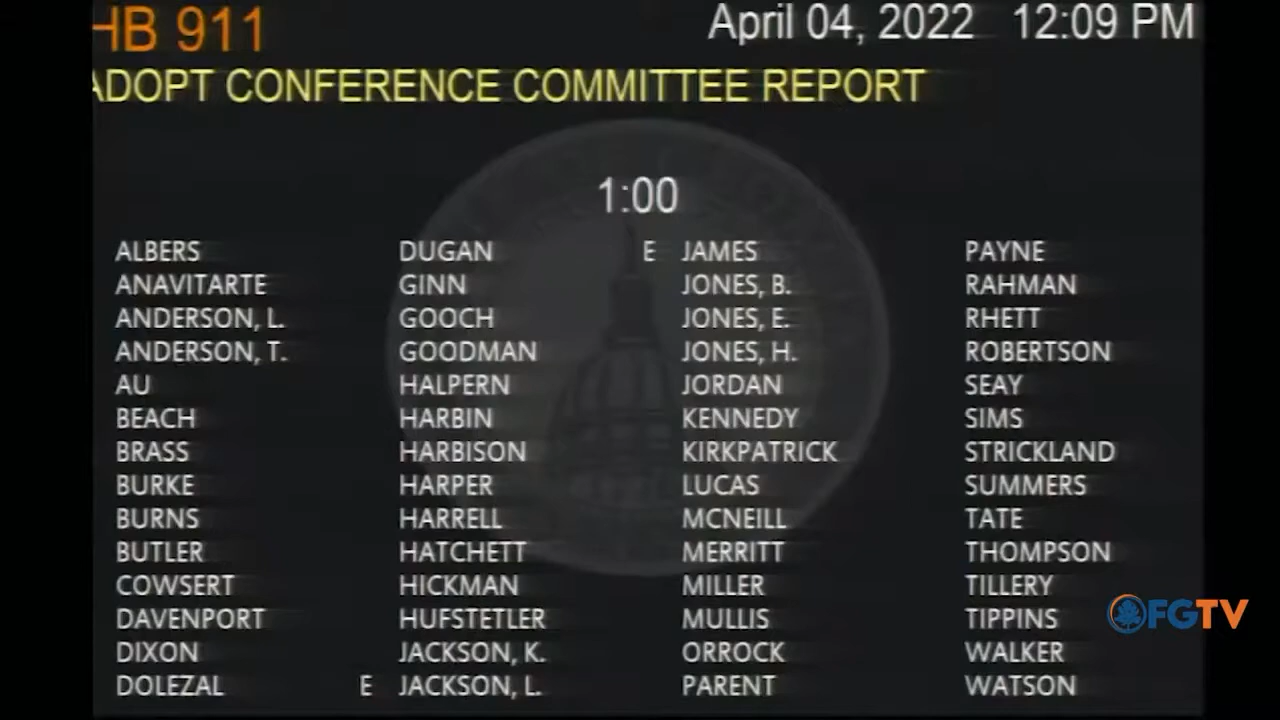 HB 911
April 04, 2022 12:09 PM
ADOPT CONFERENCE COMMITTEE REPORT
1:00
ALBERS
ANAVITARTE
ANDERSON, L.
ANDERSON, T.
AU
BEACH
BRASS
BURKE
BURNS
BUTLER
COWSERT
DAVENPORT
DIXON
DOLEZAL
DUGAN
GINN
GOOCH
GOODMAN
HALPERN
HARBIN
HARBISON
HARPER
HARRELL
HATCHETT
HICKMAN
HUFSTETLER
JACKSON, K.
E JACKSON, L.
E JAMES
JONES, B.
JONES, E.
JONES, H.
JORDAN
KENNEDY
KIRKPATRICK
LUCAS
MCNEILL
MERRITT
MILLER
MULLIS
ORROCK
PARENT
PAYNE
RAHMAN
RHETT
ROBERTSON
SEAY
SIMS
STRICKLAND
SUMMERS
TATE
THOMPSON
TILLERY
TIPPINS
WALKER
WATSON
FGTV